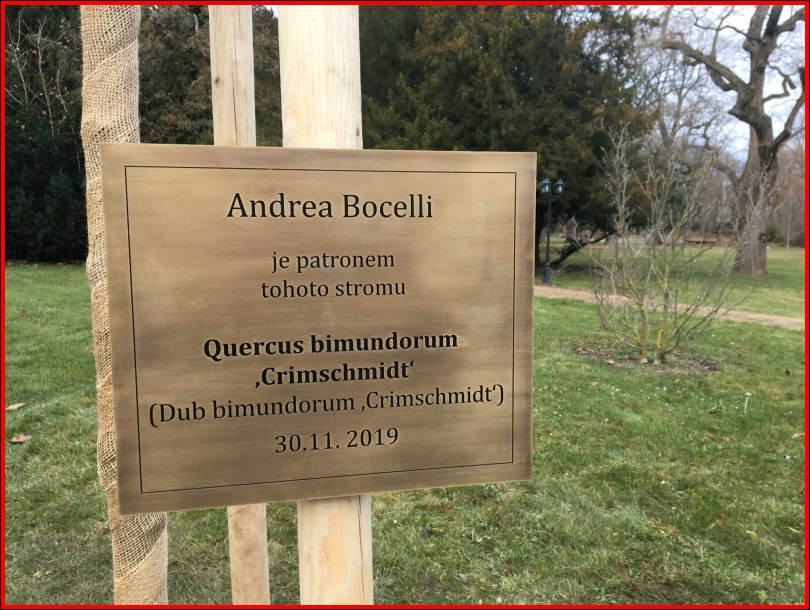 Andrea Bocelli
je patronem
tohoto stromu
Quercus bimundorum
‚Crimschmidt‘
(Dub bimundorum ‚Crimschmidt‘)
30.11. 2019